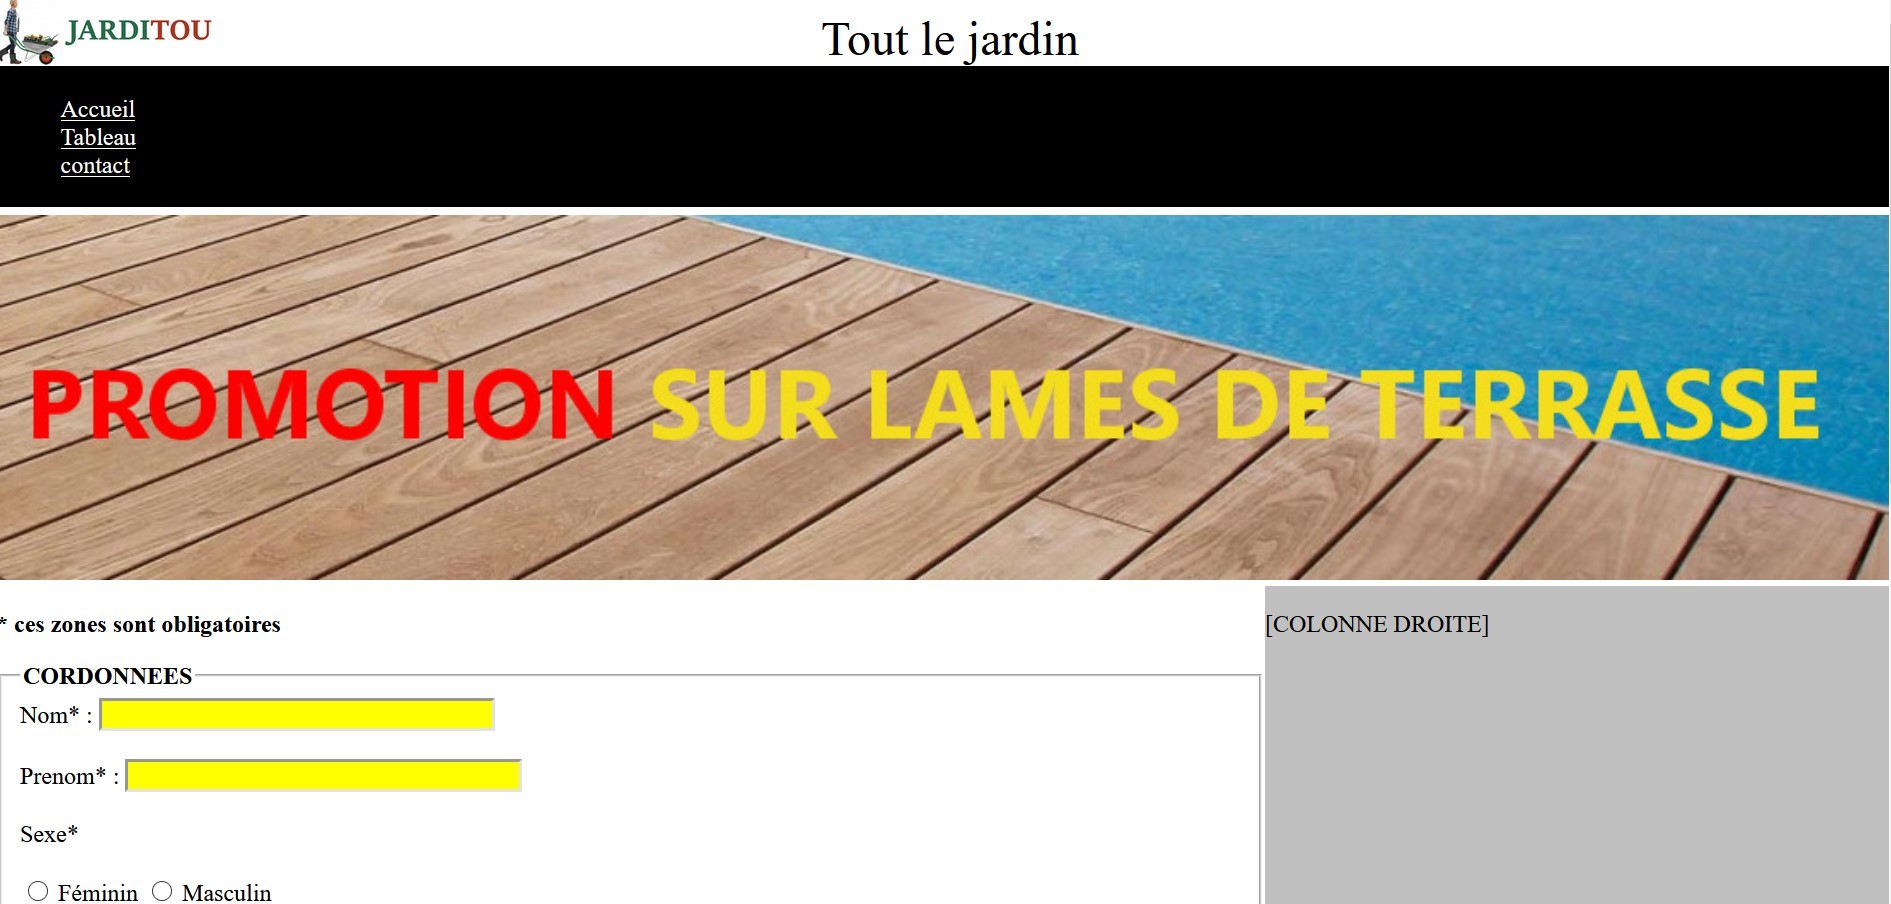 JARDITOU
Tout le jardin
Accueil
Tableau
contact
PROMOTION SUR LAMES DE TERRASSE
* ces zones sont obligatoires
[COLONNE DROITE]
CORDONNEES
Nom* :
Prenom* :
Sexe*
Féminin Masculin